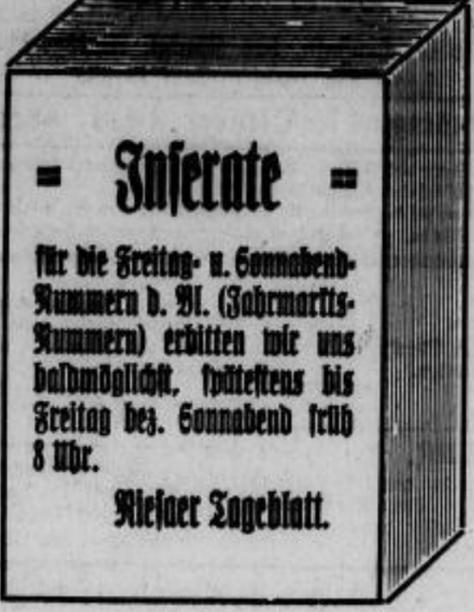 = Inserate =
für die Freitag- u. Sonnabend-
Nummern d. Bl. (Jahrmarkts-
Nummern) erbitten wir uns
baldmöglichst, spätestens bis
Freitag bez. Sonnabend früh
8 Uhr.
Riesaer Tageblatt.